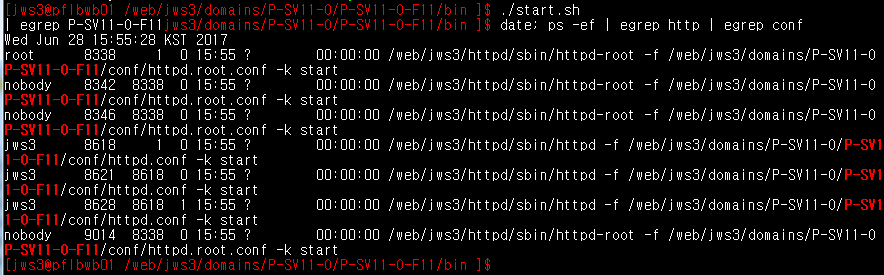 [jws3@pflbwb01 /web/jws3/domains/P-SV11-0/P-SV11-0-F11/bin ]$ ./start.sh
| egrep P-SV11-0-F11jws3/domains/P-SV11-0/P-SV11-0-F11/bin ]$ date; ps -ef | egrep http | egrep conf
Wed Jun 28 15:55:28 KST 2017
root 8338 1 0 15:55 ? 00:00:00 /web/jws3/httpd/sbin/httpd-root -f /web/jws3/domains/P-SV11-0
P-SV11-0-F11/conf/httpd.root.conf -k start
nobody 8342 8338 0 15:55 ? 00:00:00 /web/jws3/httpd/sbin/httpd-root -f /web/jws3/domains/P-SV11-0
P-SV11-0-F11/conf/httpd.root.conf -k start
nobody 8346 8338 0 15:55 ? 00:00:00 /web/jws3/httpd/sbin/httpd-root -f /web/jws3/domains/P-SV11-0
P-SV11-0-F11/conf/httpd.root.conf -k start
jws3 8618 1 0 15:55 ? 00:00:00 /web/jws3/httpd/sbin/httpd -f /web/jws3/domains/P-SV11-0/P-SV1
1-0-F11/conf/httpd.conf -k start
jws3 8621 8618 0 15:55 ? 00:00:00 /web/jws3/httpd/sbin/httpd -f /web/jws3/domains/P-SV11-0/P-SV1
1-0-F11/conf/httpd.conf -k start
jws3 8628 8618 1 15:55 ? 00:00:00 /web/jws3/httpd/sbin/httpd -f /web/jws3/domains/P-SV11-0/P-SV1
1-0-F11/conf/httpd.conf -k start
nobody 9014 8338 0 15:55 ? 00:00:00 /web/jws3/httpd/sbin/httpd-root -f /web/jws3/domains/P-SV11-0
P-SV11-0-F11/conf/httpd.root.conf -k start
[jws3@pflbwb01 /web/jws3/domains/P-SV11-0/P-SV11-0-F11/bin ]$